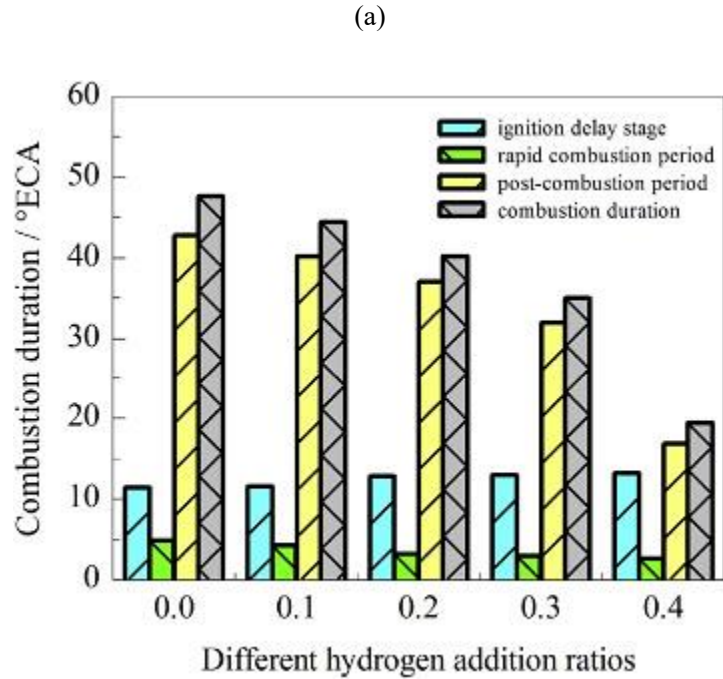 (a)
60
50
40
30
20
10
0
Combustion duration / °ECA
ignition delay stage
rapid combustion period
post-combustion period
combustion duration
0.0 0.1 0.2 0.3 0.4
Different hydrogen addition ratios